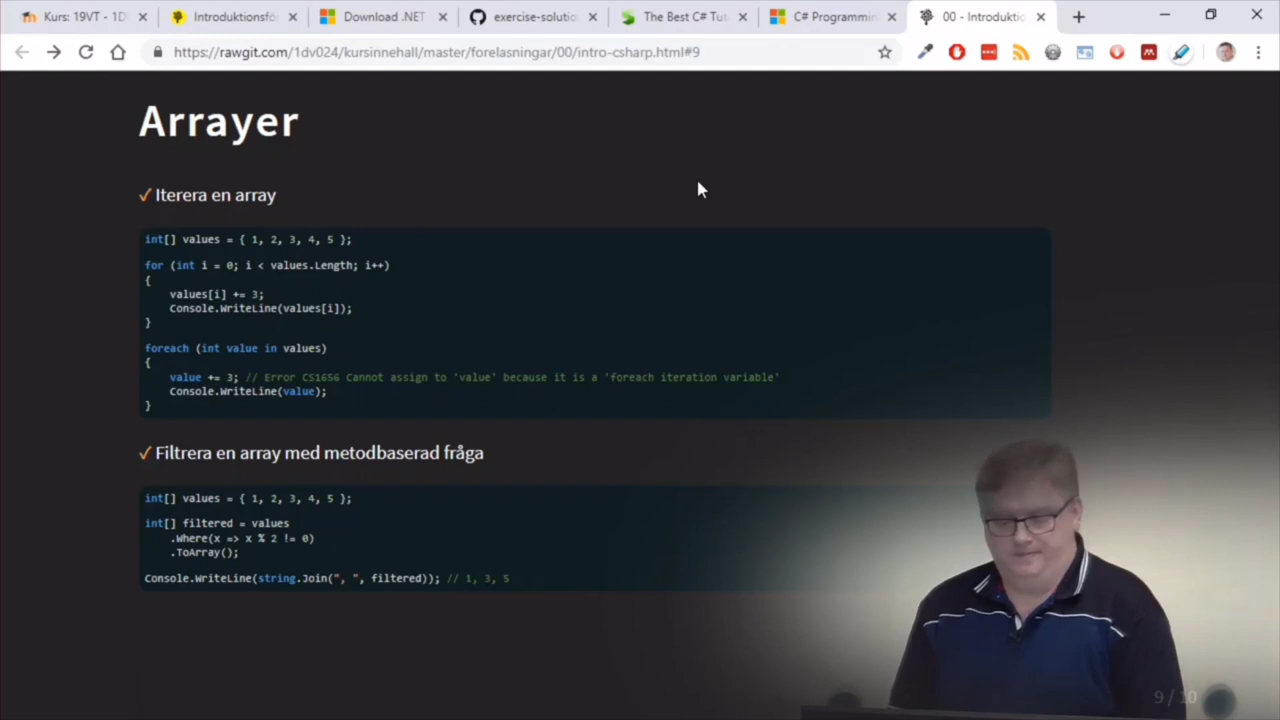 Kurs: 19VT - 1D
Introduktionsfö
Download .NET
exercise-solutio
The Best C# Tut
C# Programmin
00 - Introduktio
https://rawgit.com/1dv024/kursinnehall/master/forelasningar/00/intro-csharp.html#9
Arrayer
✓ Iterera en array
int[] values = { 1, 2, 3, 4, 5 };
for (int i = 0; i < values.Length; i++)
{
values[i] += 3;
Console.WriteLine(values[i]);
}
foreach (int value in values)
{
value += 3; // Error CS1656 Cannot assign to 'value' because it is a 'foreach iteration variable'
Console.WriteLine(value);
}
✓ Filtrera en array med metodbaserad fråga
int[] values = { 1, 2, 3, 4, 5 };
int[] filtered = values
.Where(x => x % 2 != 0)
.ToArray();
Console.WriteLine(string.Join(", ", filtered)); // 1, 3, 5
9 / 10